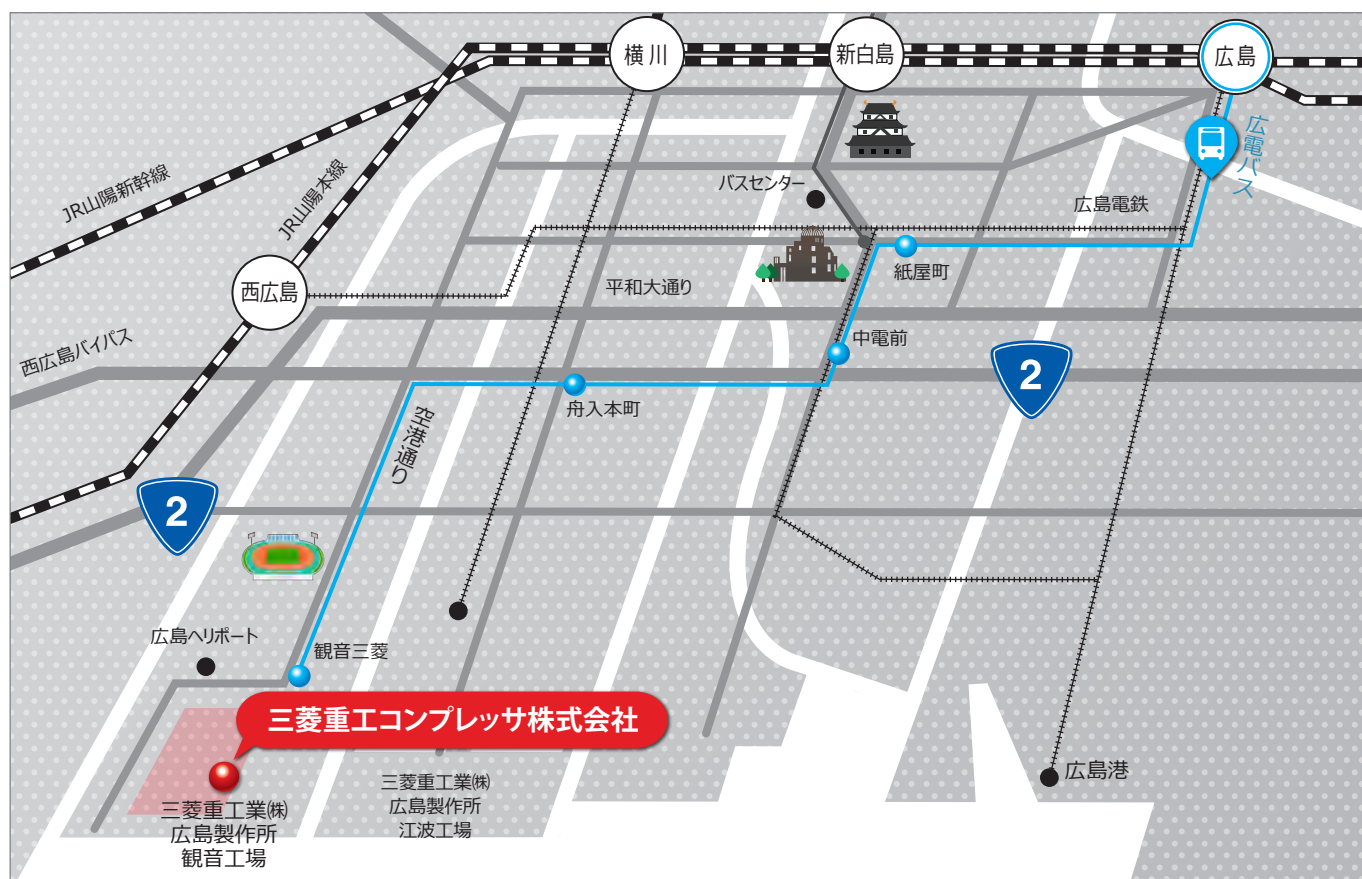 横川
新白島
広島
広電バス
JR山陽新幹線
JR山陽本線
バスセンター
広島電鉄
紙屋町
西広島
平和大通り
中電前
西広島バイパス
2
舟入本町
空港通り
2
広島ヘリポート
観音三菱
三菱重工コンプレッサ株式会社
三菱重工業㈱
広島製作所
江波工場
広島港
三菱重工業㈱
広島製作所
観音工場